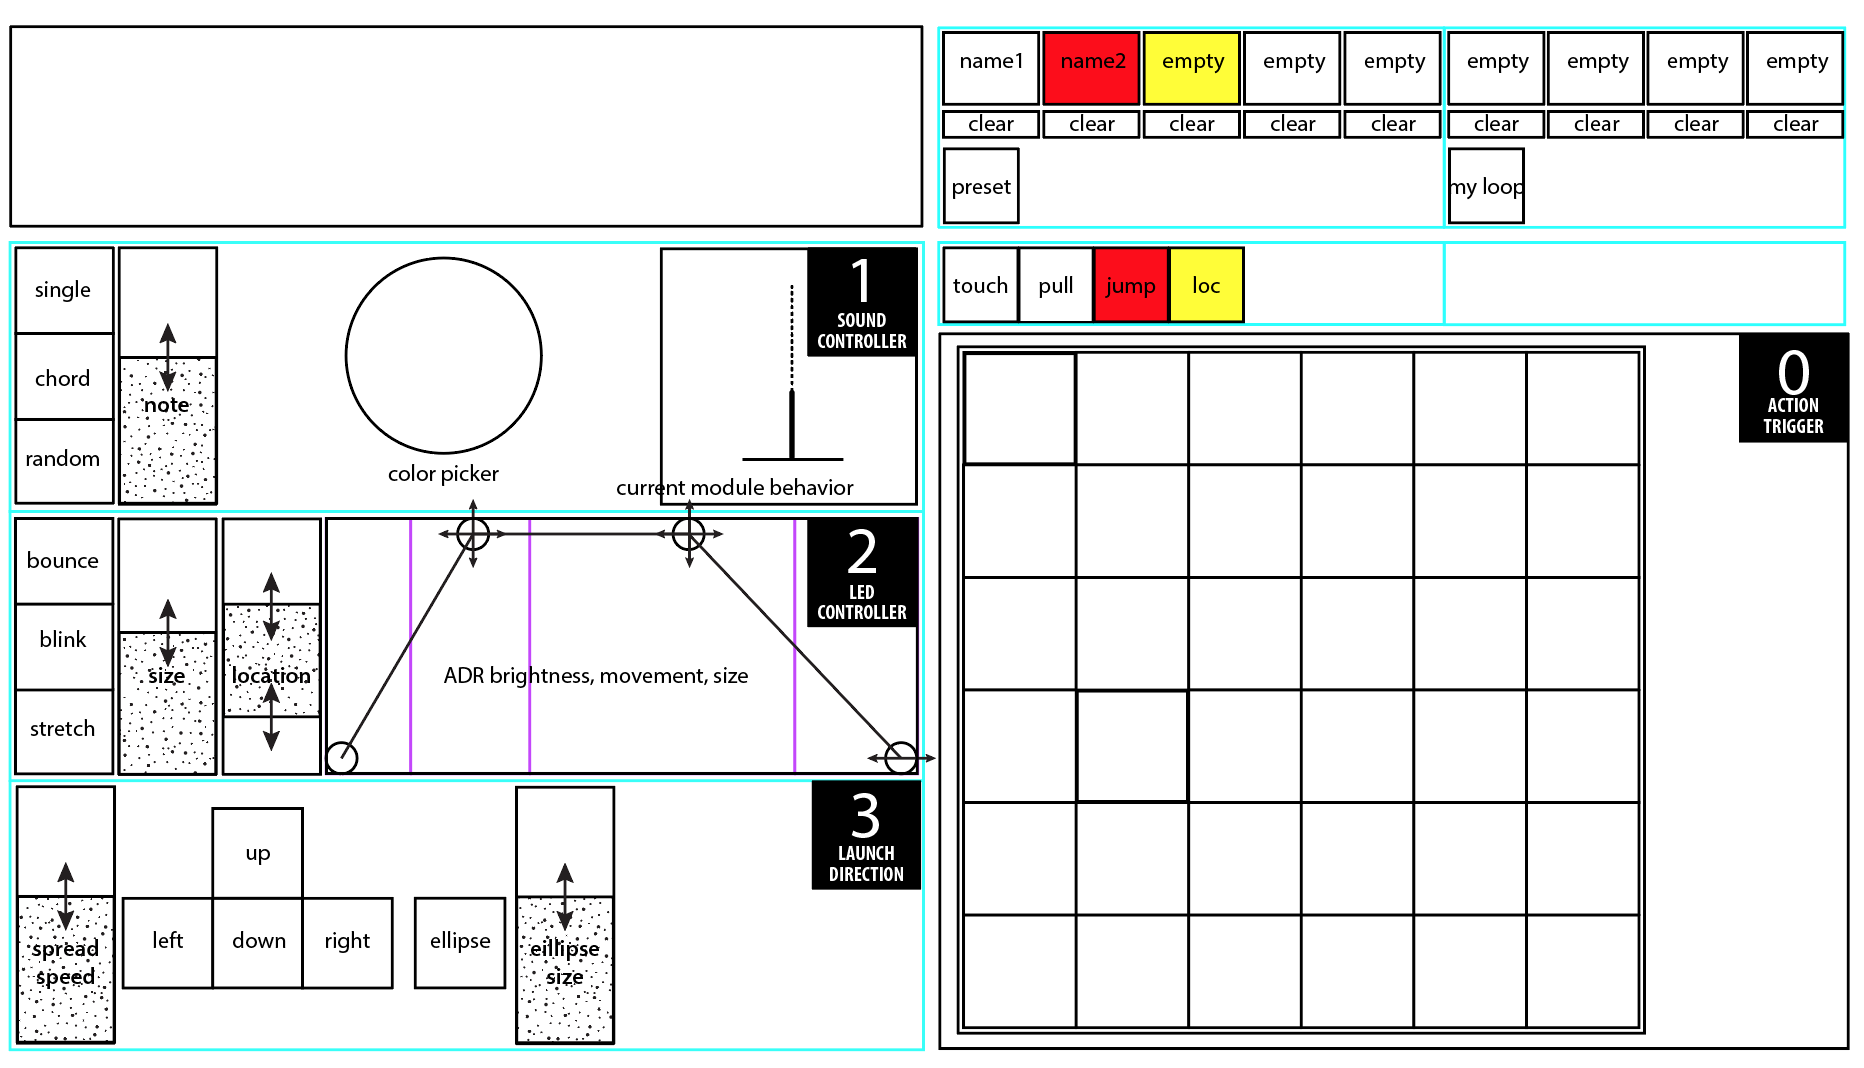 name1 name2 empty empty empty empty empty empty empty
clear clear clear clear clear clear clear clear clear
preset my loop
touch pull jump loc
single
chord
random
note
color picker
current module behavior
1
SOUND
CONTROLLER
bounce
blink
stretch
size
location
ADR brightness, movement, size
2
LED
CONTROLLER
spread
speed
up
left down right
ellipse
eillipse
size
3
LAUNCH
DIRECTION
0
ACTION
TRIGGER